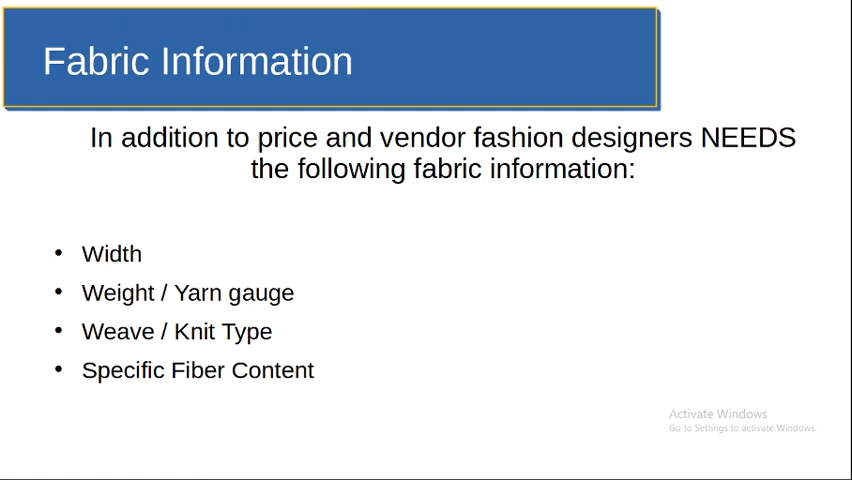 Fabric Information
In addition to price and vendor fashion designers NEEDS
the following fabric information:
• Width
• Weight / Yarn gauge
• Weave / Knit Type
• Specific Fiber Content
Activate Windows
Go to Settings to activate Windows.